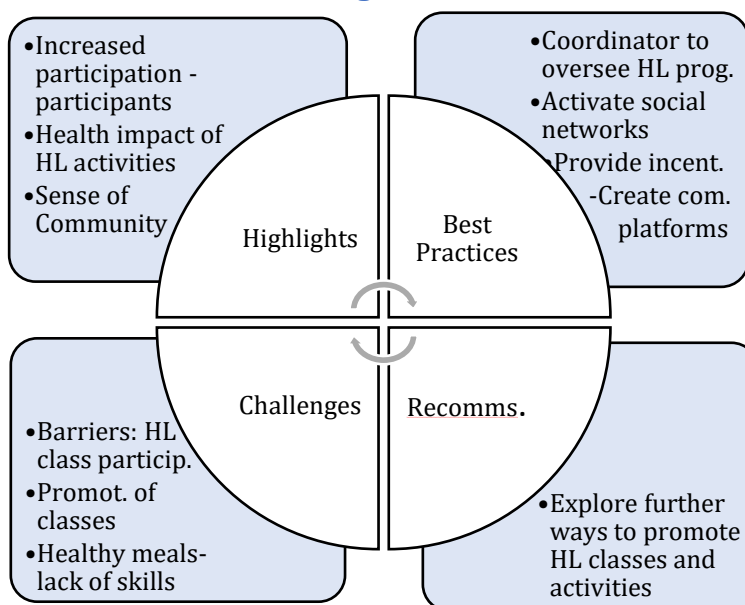 •Increased
participation -
participants
•Health impact of
HL activities
•Sense of
Community
•Coordinator to
oversee HL prog.
•Activate social
networks
•Provide incent.
-Create com.
platforms
Highlights
Best
Practices
Challenges
Recomms.
•Barriers: HL
class particip.
•Promot. of
classes
•Healthy meals-
lack of skills
•Explore further
ways to promote
HL classes and
activities